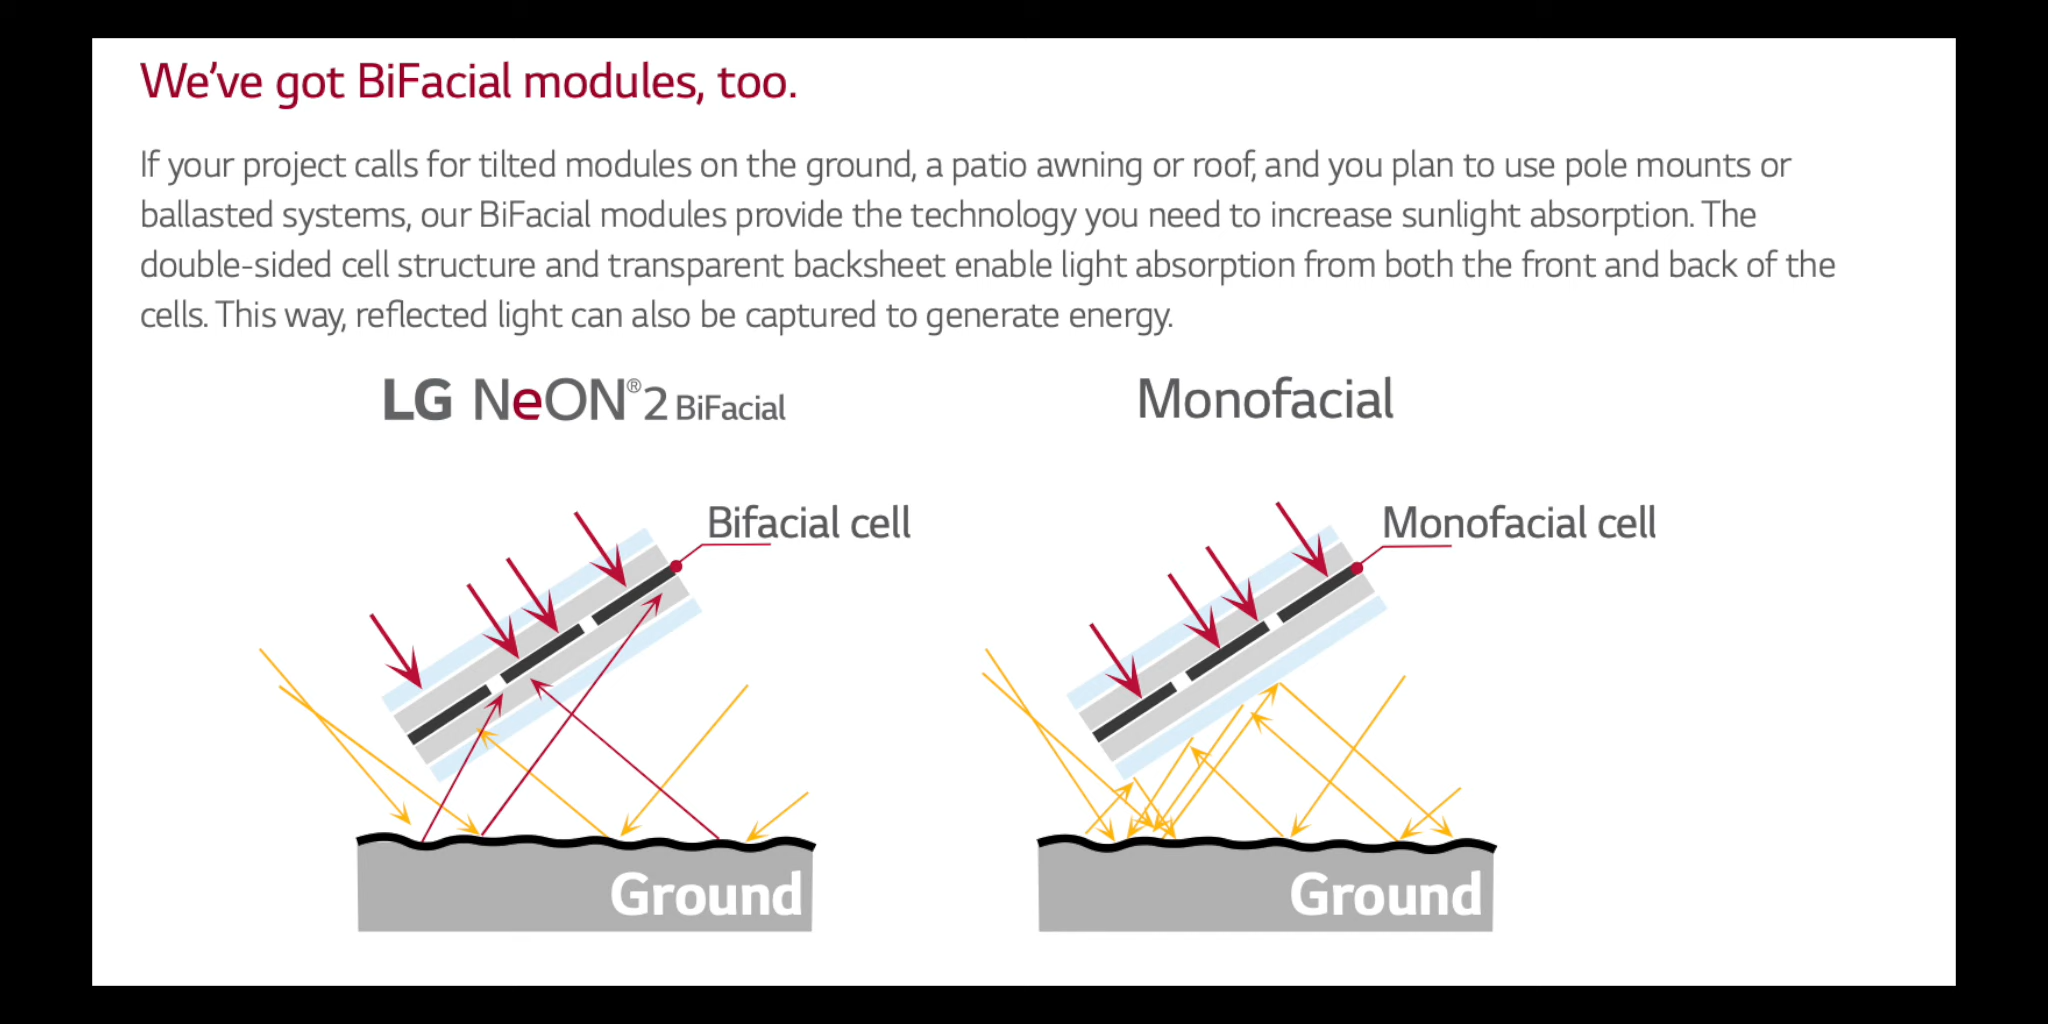 We've got BiFacial modules, too.
If your project calls for tilted modules on the ground, a patio awning or roof, and you plan to use pole mounts or
ballasted systems, our BiFacial modules provide the technology you need to increase sunlight absorption. The
double-sided cell structure and transparent backsheet enable light absorption from both the front and back of the
cells. This way, reflected light can also be captured to generate energy.
LG NeON®2 BiFacial
Monofacial
Bifacial cell
Monofacial cell
Ground
Ground